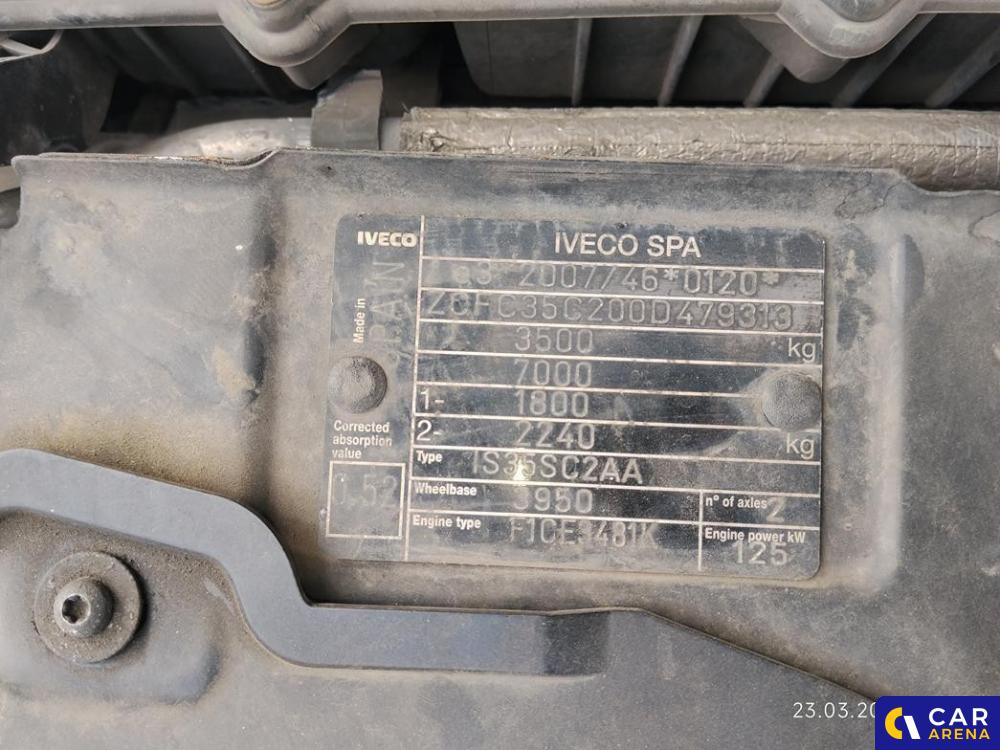 IVECO
IVECO SPA
Made in
SPAIN
e3*2007/46*0120*
ZCFC35C200D479313
3500 kg
7000
1- 1800
2- 2240 kg
Corrected
absorption
value
0.52
Type IS35SC2AA
Wheelbase 3950
n° of axles 2
Engine type F1CE3481K
Engine power kW
125
23.03.20
CAR
ARENA